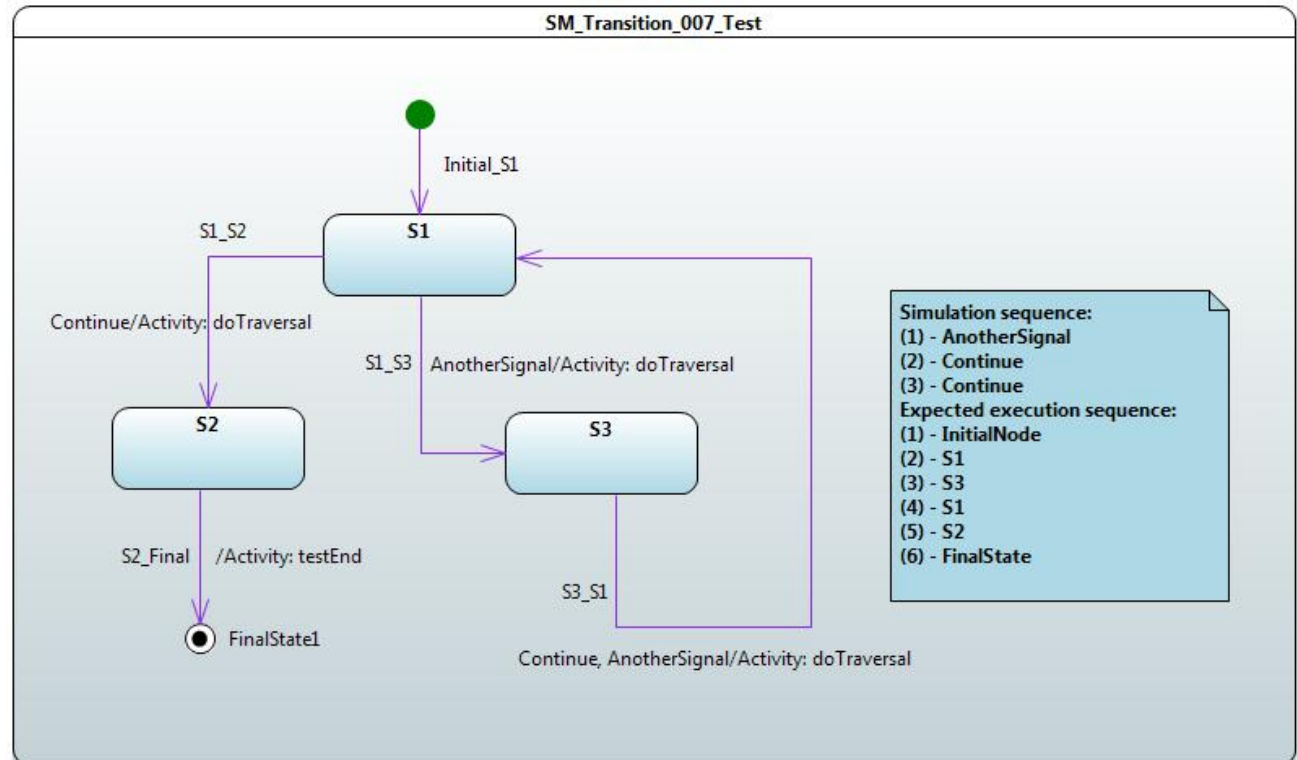 SM_Transition_007_Test
Initial_S1
S1_S2
S1
Continue/Activity: doTraversal
S1_S3
AnotherSignal/Activity: doTraversal
S2
S3
Simulation sequence:
(1) - AnotherSignal
(2) - Continue
(3) - Continue
Expected execution sequence:
(1) - InitialNode
(2) - S1
(3) - S3
(4) - S1
(5) - S2
(6) - FinalState
S2_Final
/Activity: testEnd
S3_S1
FinalState1
Continue, AnotherSignal/Activity: doTraversal